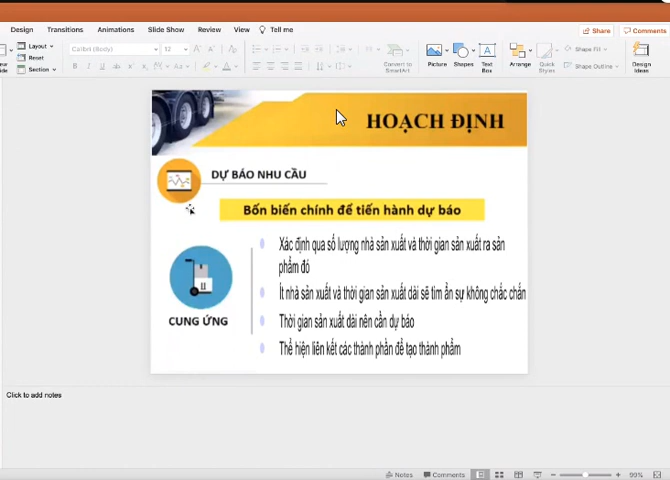 Design Transitions Animations Slide Show Review View Tell me Share Comments
Layout Calibri (Body) 12 Convert to SmartArt Picture Shapes Text Box Arrange Quick Styles Shape Fill Design Ideas
Reset
Section Shape Outline
HOẠCH ĐỊNH
DỰ BÁO NHU CẦU
Bốn biến chính để tiến hành dự báo
Xác định qua số lượng nhà sản xuất và thời gian sản xuất ra sản
phẩm đó
Ít nhà sản xuất và thời gian sản xuất dài sẽ tìm ẩn sự không chắc chắn
CUNG ỨNG
Thời gian sản xuất dài nên cần dự báo
Thể hiện liên kết các thành phần để tạo thành phẩm
Click to add notes
Notes Comments 99%